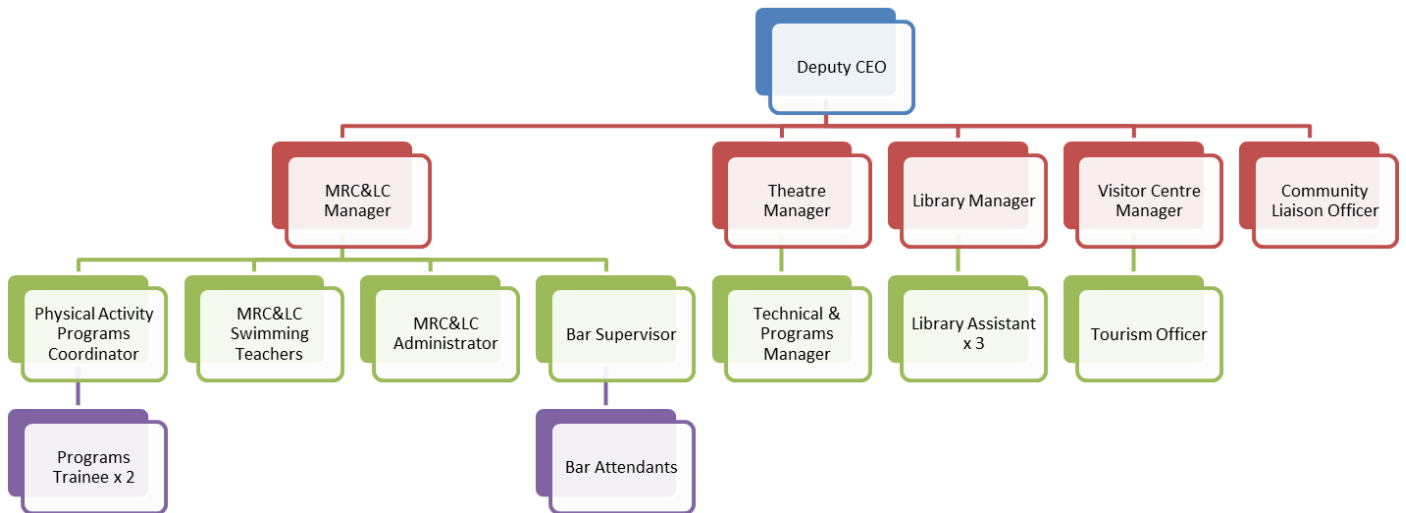 Deputy CEO
MRC&LC
Manager
Theatre
Manager
Library Manager
Visitor Centre
Manager
Community
Liaison Officer
Physical Activity
Programs
Coordinator
MRC&LC
Swimming
Teachers
MRC&LC
Administrator
Bar Supervisor
Technical &
Programs
Manager
Library Assistant
x 3
Tourism Officer
Programs
Trainee x 2
Bar Attendants